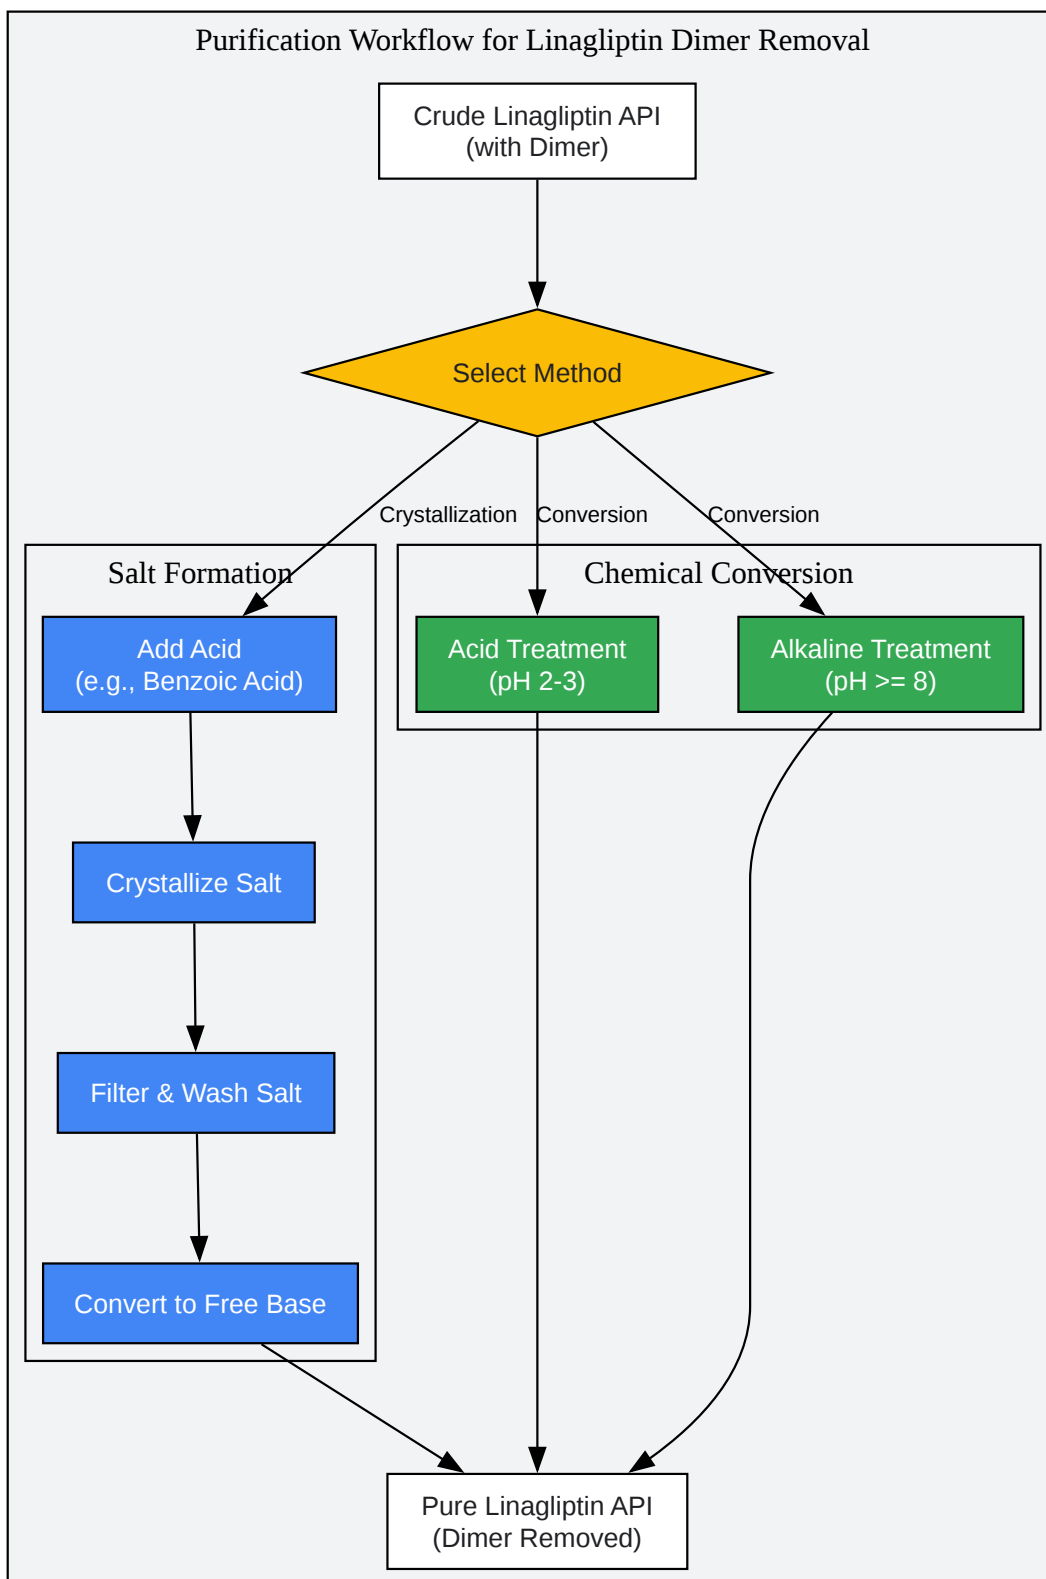 Purification Workflow for Linagliptin Dimer Removal
Crude Linagliptin API
(with Dimer)
Select Method
Crystallization
Conversion
Conversion
Salt Formation
Chemical Conversion
Add Acid
(e.g., Benzoic Acid)
Acid Treatment
(pH 2-3)
Alkaline Treatment
(pH >= 8)
Crystallize Salt
Filter & Wash Salt
Convert to Free Base
Pure Linagliptin API
(Dimer Removed)